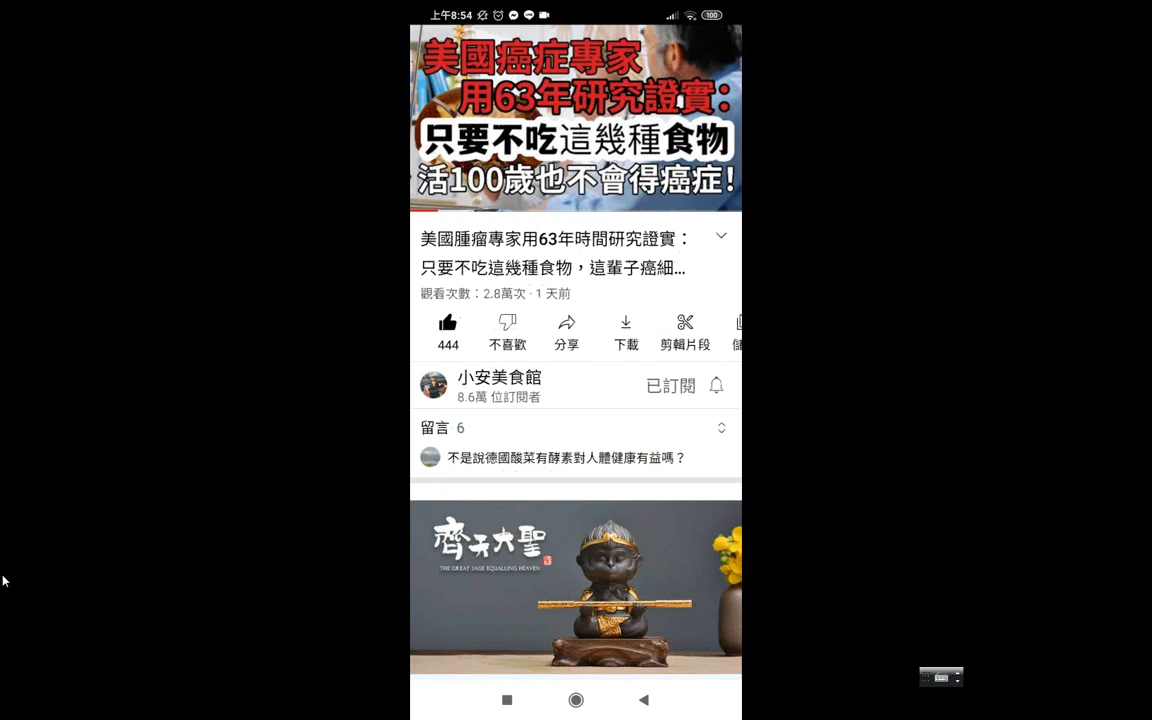 上午8:54
100
美國癌症專家
用63年研究證實:
只要不吃這幾種食物
活100歲也不會得癌症!
美國腫瘤專家用63年時間研究證實：
只要不吃這幾種食物，這輩子癌細...
觀看次數：2.8萬次 · 1 天前
444 不喜歡 分享 下載 剪輯片段
小安美食館
8.6萬 位訂閱者
已訂閱
留言 6
不是說德國酸菜有酵素對人體健康有益嗎？
齊天大聖
THE GREAT SAGE EQUALLING HEAVEN